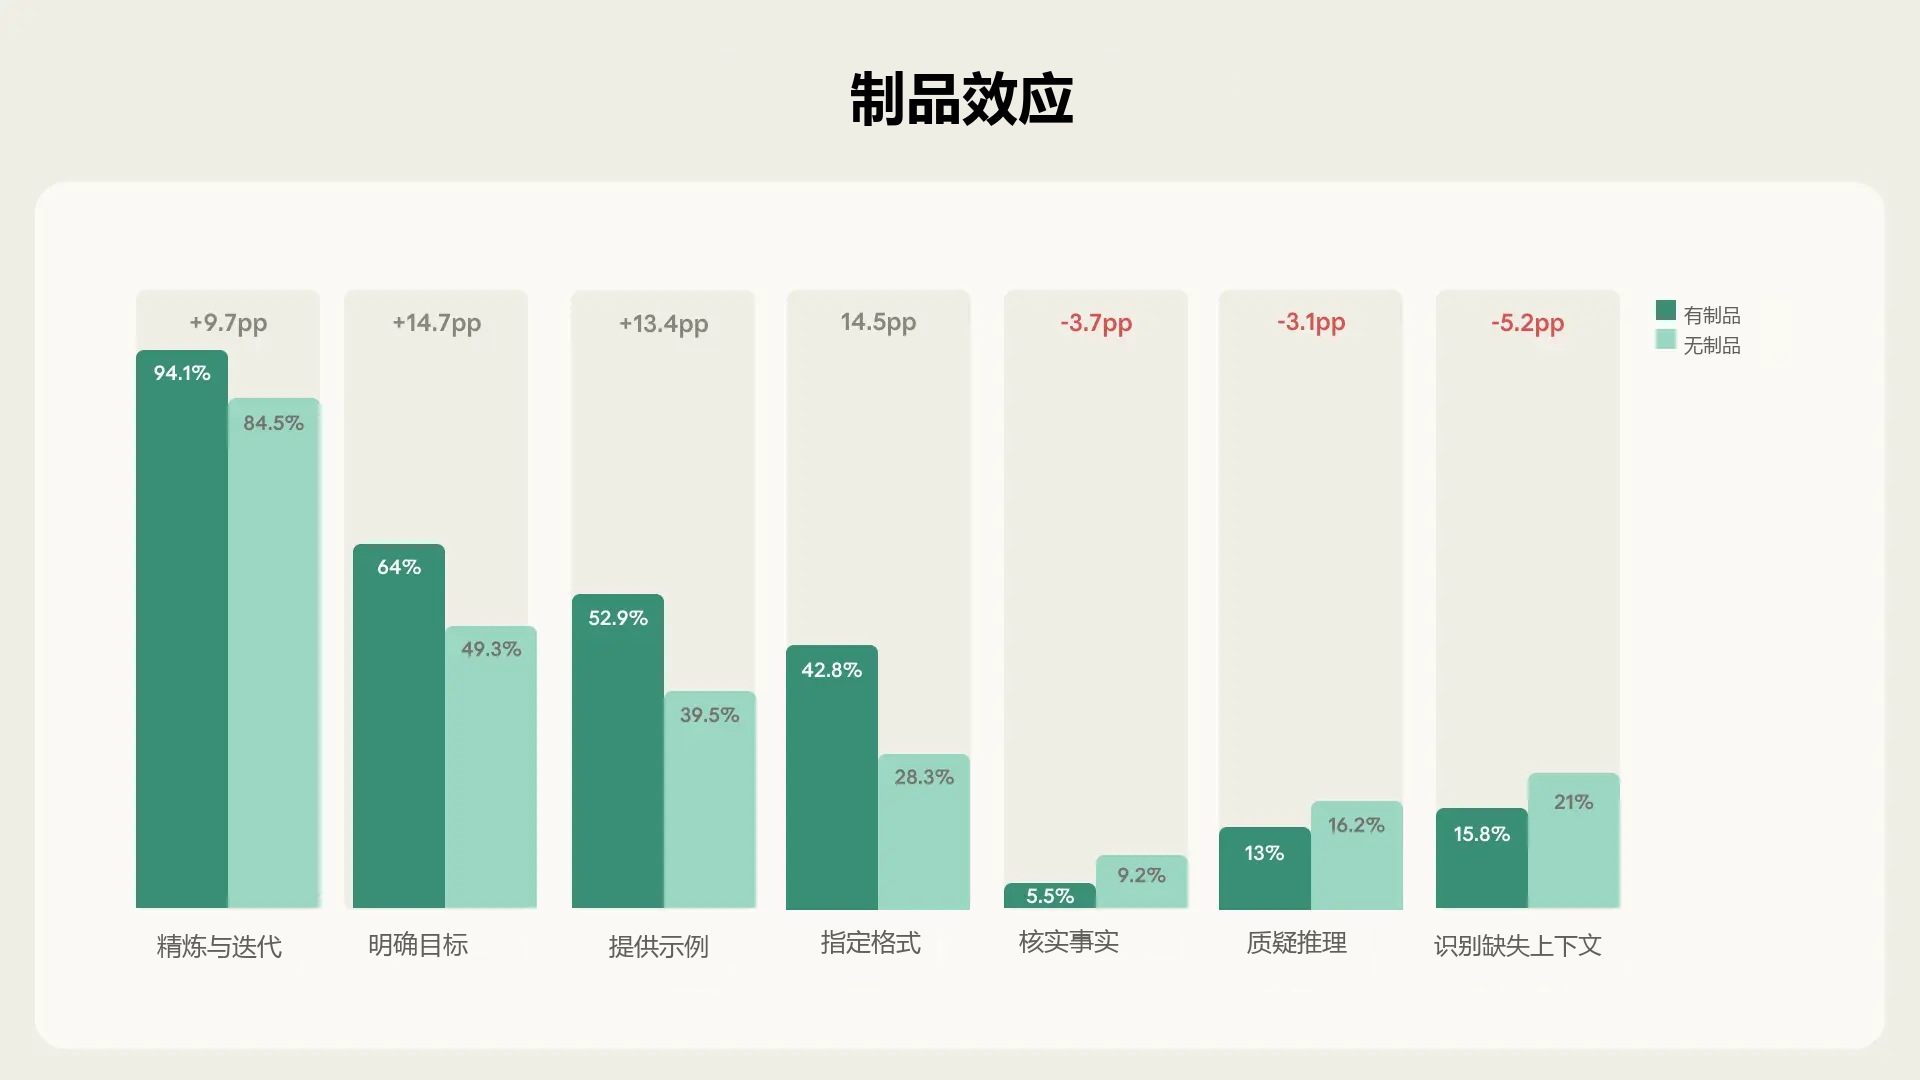 制品效应
+9.7pp
+14.7pp
+13.4pp
14.5pp
-3.7pp
-3.1pp
-5.2pp
有制品
无制品
94.1%
84.5%
64%
49.3%
52.9%
39.5%
42.8%
28.3%
5.5%
9.2%
13%
16.2%
15.8%
21%
精炼与迭代
明确目标
提供示例
指定格式
核实事实
质疑推理
识别缺失上下文